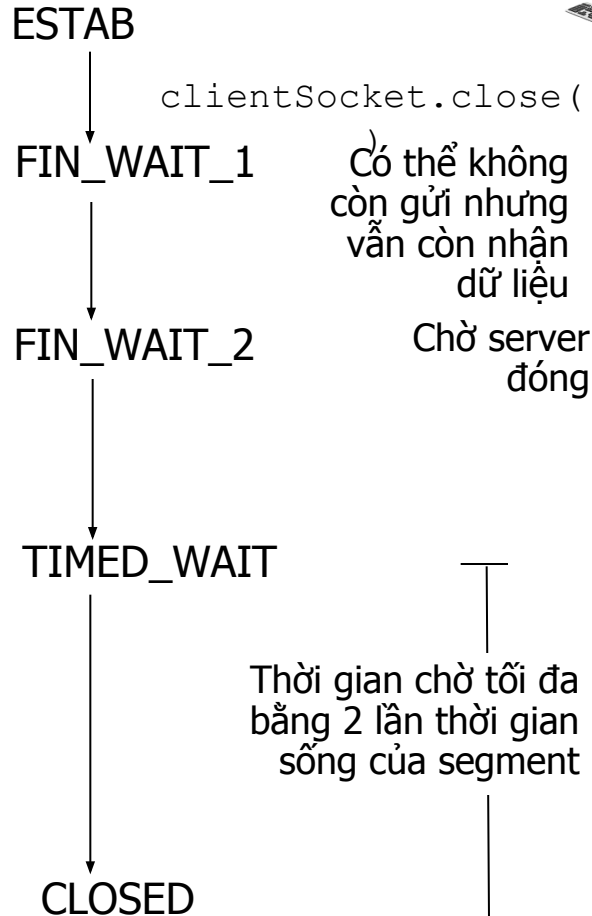 ESTAB
clientSocket.close(
)
FIN_WAIT_1
Có thể không
còn gửi nhưng
vẫn còn nhận
dữ liệu
FIN_WAIT_2
Chờ server
đóng
TIMED_WAIT
Thời gian chờ tối đa
bằng 2 lần thời gian
sống của segment
CLOSED